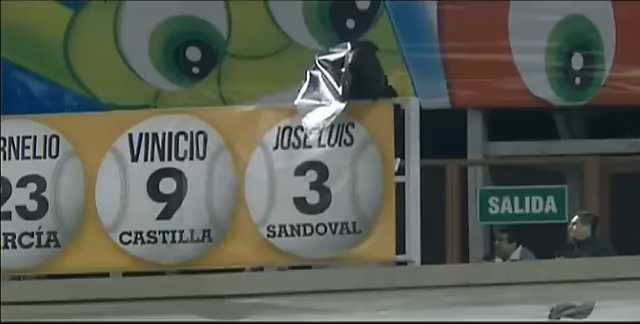 RNELIO
23
RCÍA
VINICIO
9
CASTILLA
JOSE LUIS
3
SANDOVAL
SALIDA